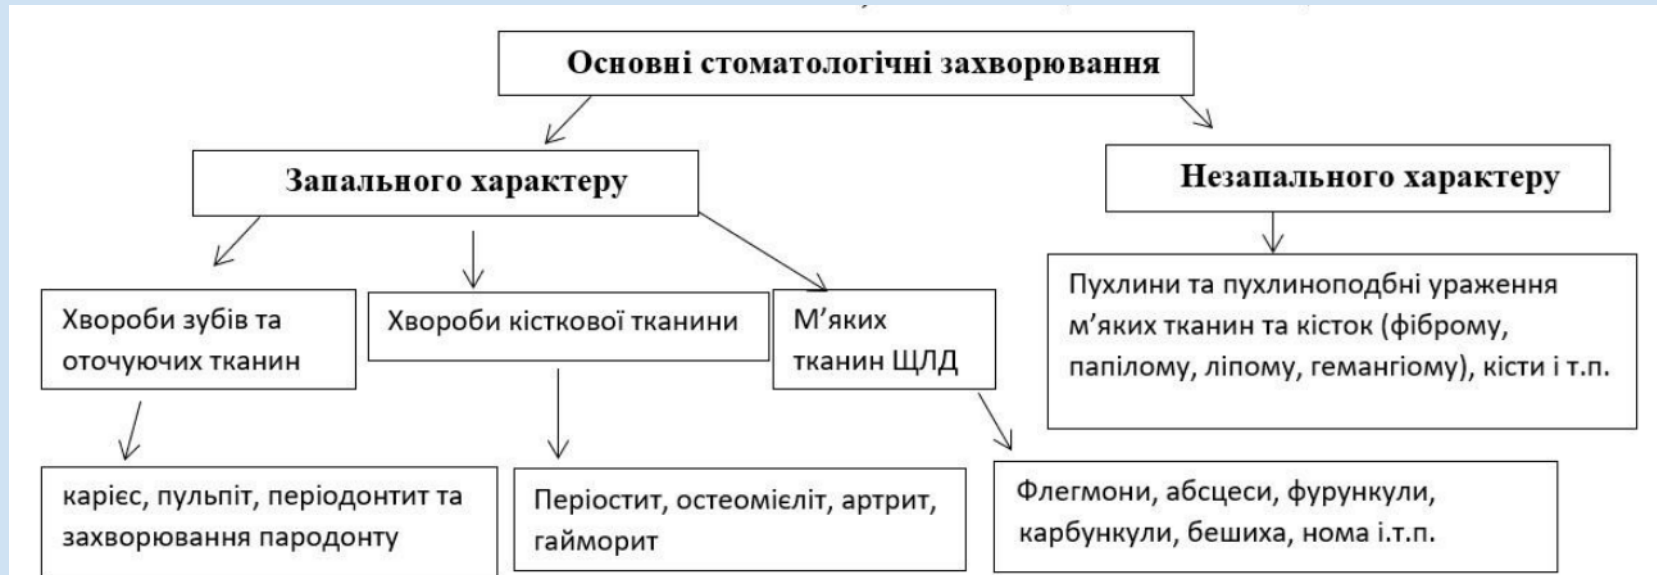 Основні стоматологічні захворювання
Запального характеру
Незапального характеру
Хвороби зубів та
оточуючих тканин
Хвороби кісткової тканини
М’яких
тканин ЩЛД
Пухлини та пухлиноподбні ураження
м’яких тканин та кісток (фіброму,
папілому, ліпому, гемангіому), кісти і т.п.
карієс, пульпіт, періодонтит та
захворювання пародонту
Періостит, остеомієліт, артрит,
гайморит
Флегмони, абсцеси, фурункули,
карбункули, бешиха, нома і.т.п.